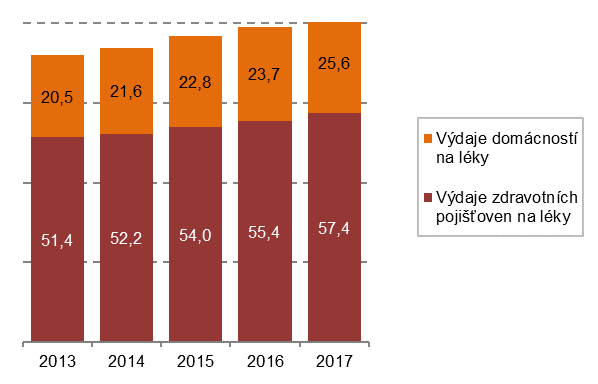 20,5 21,6 22,8 23,7 25,6
51,4 52,2 54,0 55,4 57,4
2013 2014 2015 2016 2017
Výdaje domácností
na léky
Výdaje zdravotních
pojišťoven na léky